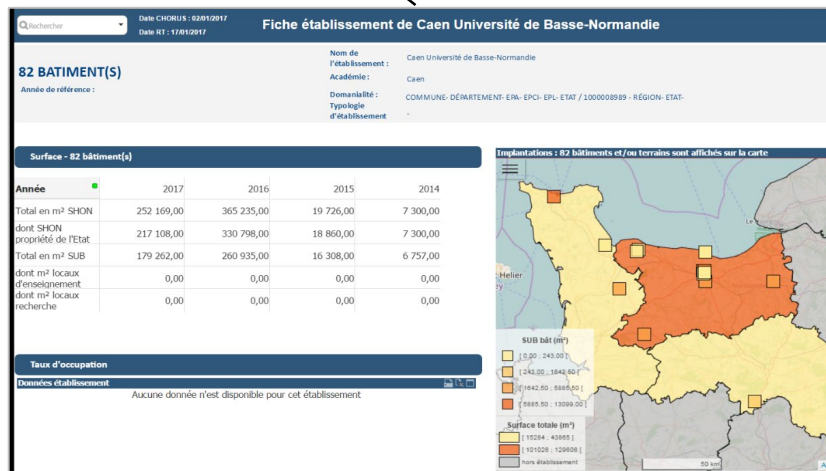 Rechercher
Date CHORUS : 02/01/2017
Date RT : 17/01/2017
Fiche établissement de Caen Université de Basse-Normandie
82 BATIMENT(S)
Année de référence :
Nom de l'établissement : Caen Université de Basse-Normandie
Académie : Caen
Domanialité : COMMUNE- DÉPARTEMENT- EPA- EPCI- EPL- ETAT / 1000008989 - RÉGION- ETAT-
Typologie d'établissement -
Surface - 82 bâtiment(s)
Année 2017 2016 2015 2014
Total en m² SHON 252 169,00 365 235,00 19 726,00 7 300,00
dont SHON propriété de l'Etat 217 108,00 330 798,00 18 860,00 7 300,00
Total en m² SUB 179 262,00 260 935,00 16 308,00 6 757,00
dont m² locaux d'enseignement 0,00 0,00 0,00 0,00
dont m² locaux recherche 0,00 0,00 0,00 0,00
Taux d'occupation
Données établissement
Aucune donnée n'est disponible pour cet établissement
Implantations : 82 bâtiments et/ou terrains sont affichés sur la carte
Le
Helier
ey
SUB bât (m²)
[ 0,00 ; 243,00 [
[ 243,00 ; 1642,50 [
[ 1642,50 ; 5885,50 [
[ 5885,50 ; 13099,00 [
Surface totale (m²)
[ 15284 ; 43865 ]
[ 101028 ; 129608 ]
hors établissement
50 km